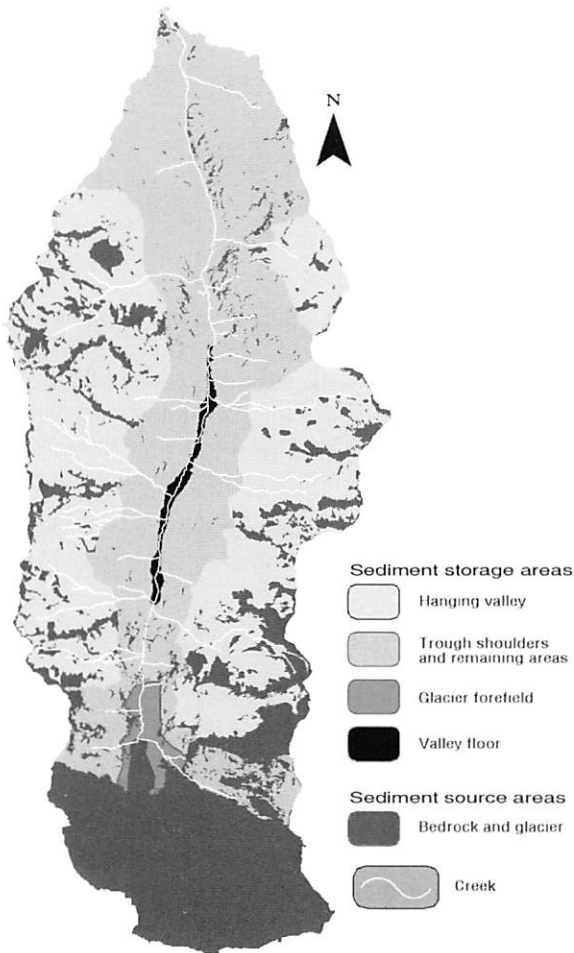 N
Sediment storage areas
Hanging valley
Trough shoulders
and remaining areas
Glacier forefield
Valley floor
Sediment source areas
Bedrock and glacier
Creek